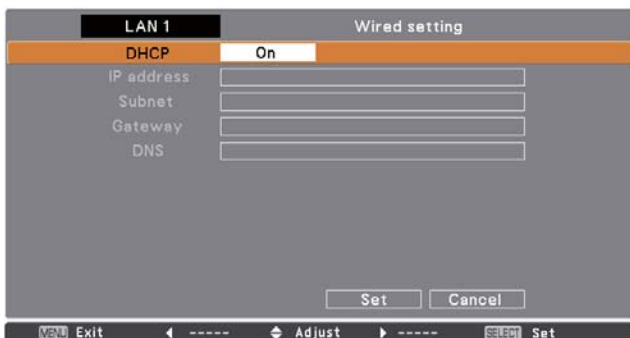 LAN 1 Wired setting
DHCP On
IP address
Subnet
Gateway
DNS
Set Cancel
MENU Exit ◀ ----- ◆ Adjust ▶ ----- SELECT Set